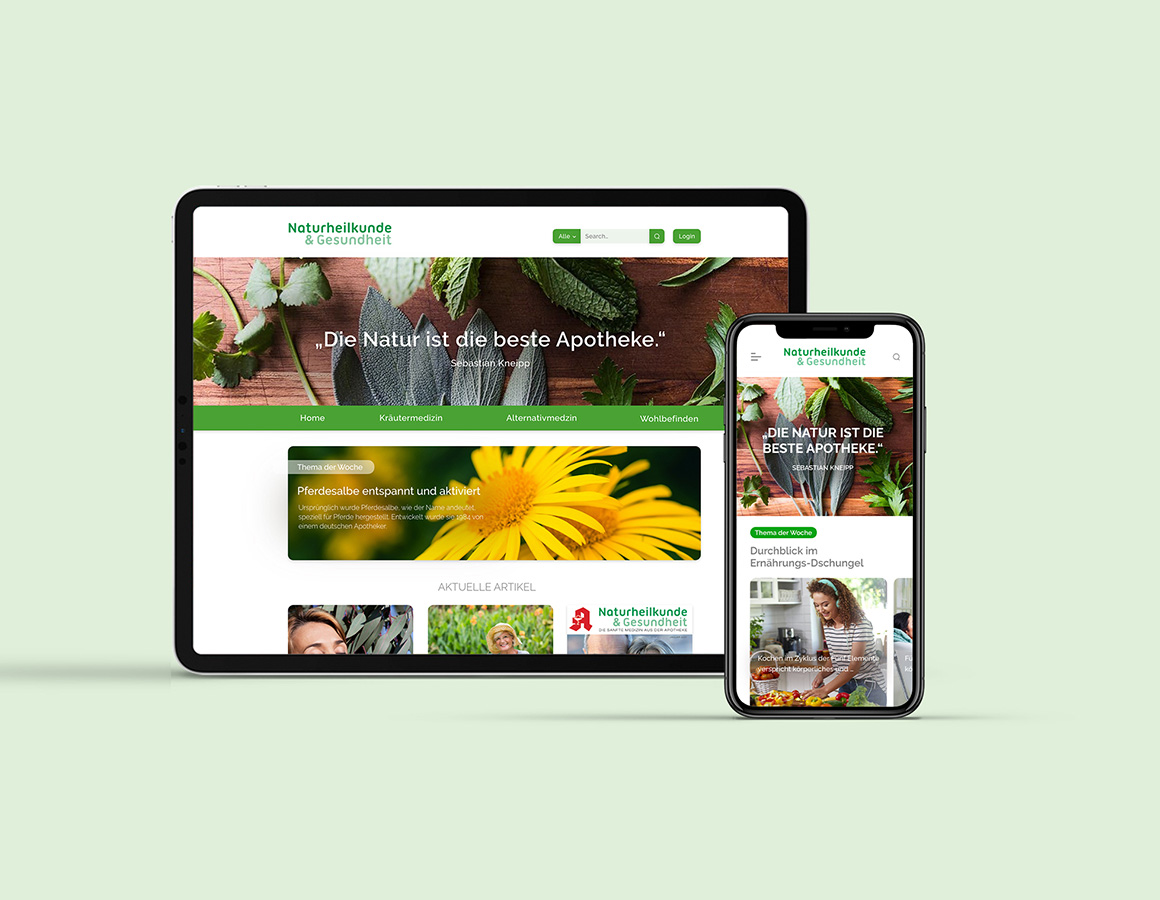 Naturheilkunde
& Gesundheit
Alle
Search..
Login
„Die Natur ist die beste Apotheke.“
Sebastian Kneipp
Home
Kräutermedizin
Alternativmedzin
Wohlbefinden
Thema der Woche
Pferdesalbe entspannt und aktiviert
Ursprünglich wurde Pferdesalbe, wie der Name andeutet,
speziell für Pferde hergestellt. Entwickelt wurde sie 1984 von
einem deutschen Apotheker.
AKTUELLE ARTIKEL
Naturheilkunde
& Gesundheit
DIE SANFTE MEDIZIN AUS DER APOTHEKE
Naturheilkunde
& Gesundheit
„DIE NATUR IST DIE
BESTE APOTHEKE.“
SEBASTIAN KNEIPP
Thema der Woche
Durchblick im
Ernährungs-Dschungel
Kochen im Zyklus der Fünf Elemente
verspricht körperliches und ...
Fü
kö